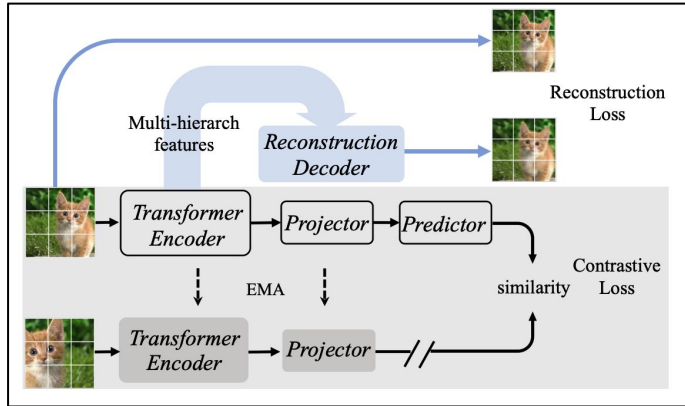 Reconstruction
Loss
Multi-hierarch
features
Reconstruction
Decoder
Transformer
Encoder
Projector
Predictor
EMA
similarity
Contrastive
Loss
Transformer
Encoder
Projector